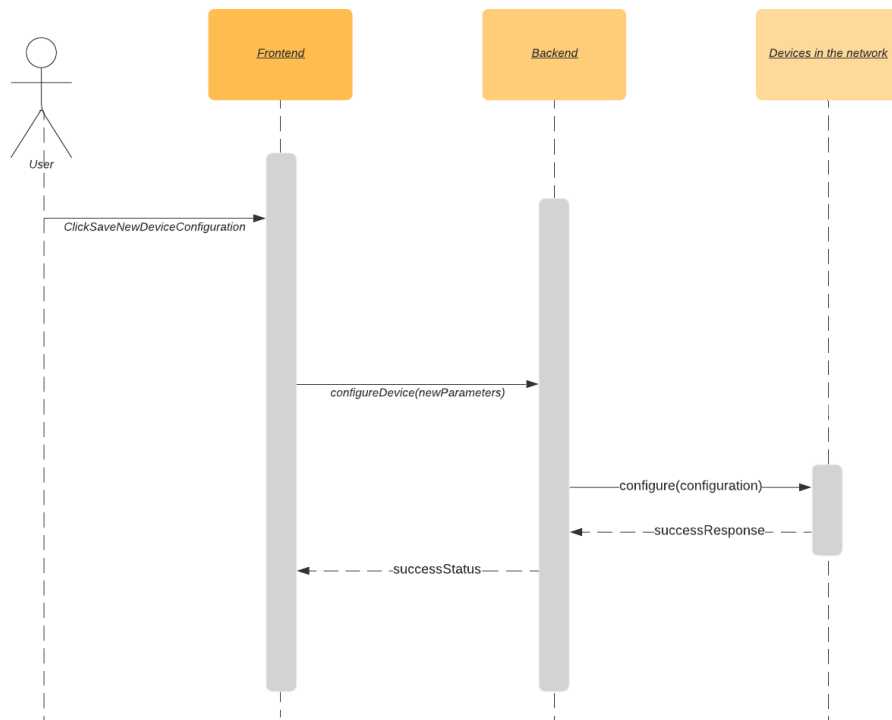 Frontend
Backend
Devices in the network
User
ClickSaveNewDeviceConfiguration
configureDevice(newParameters)
configure(configuration)
successResponse
successStatus